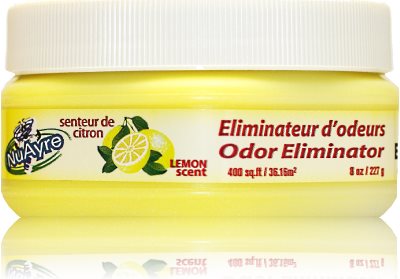 NuAyre
senteur de
citron
LEMON
scent
Eliminateur d'odeurs
Odor Eliminator
400 sq.ft / 36.16m²
8 oz / 227 g